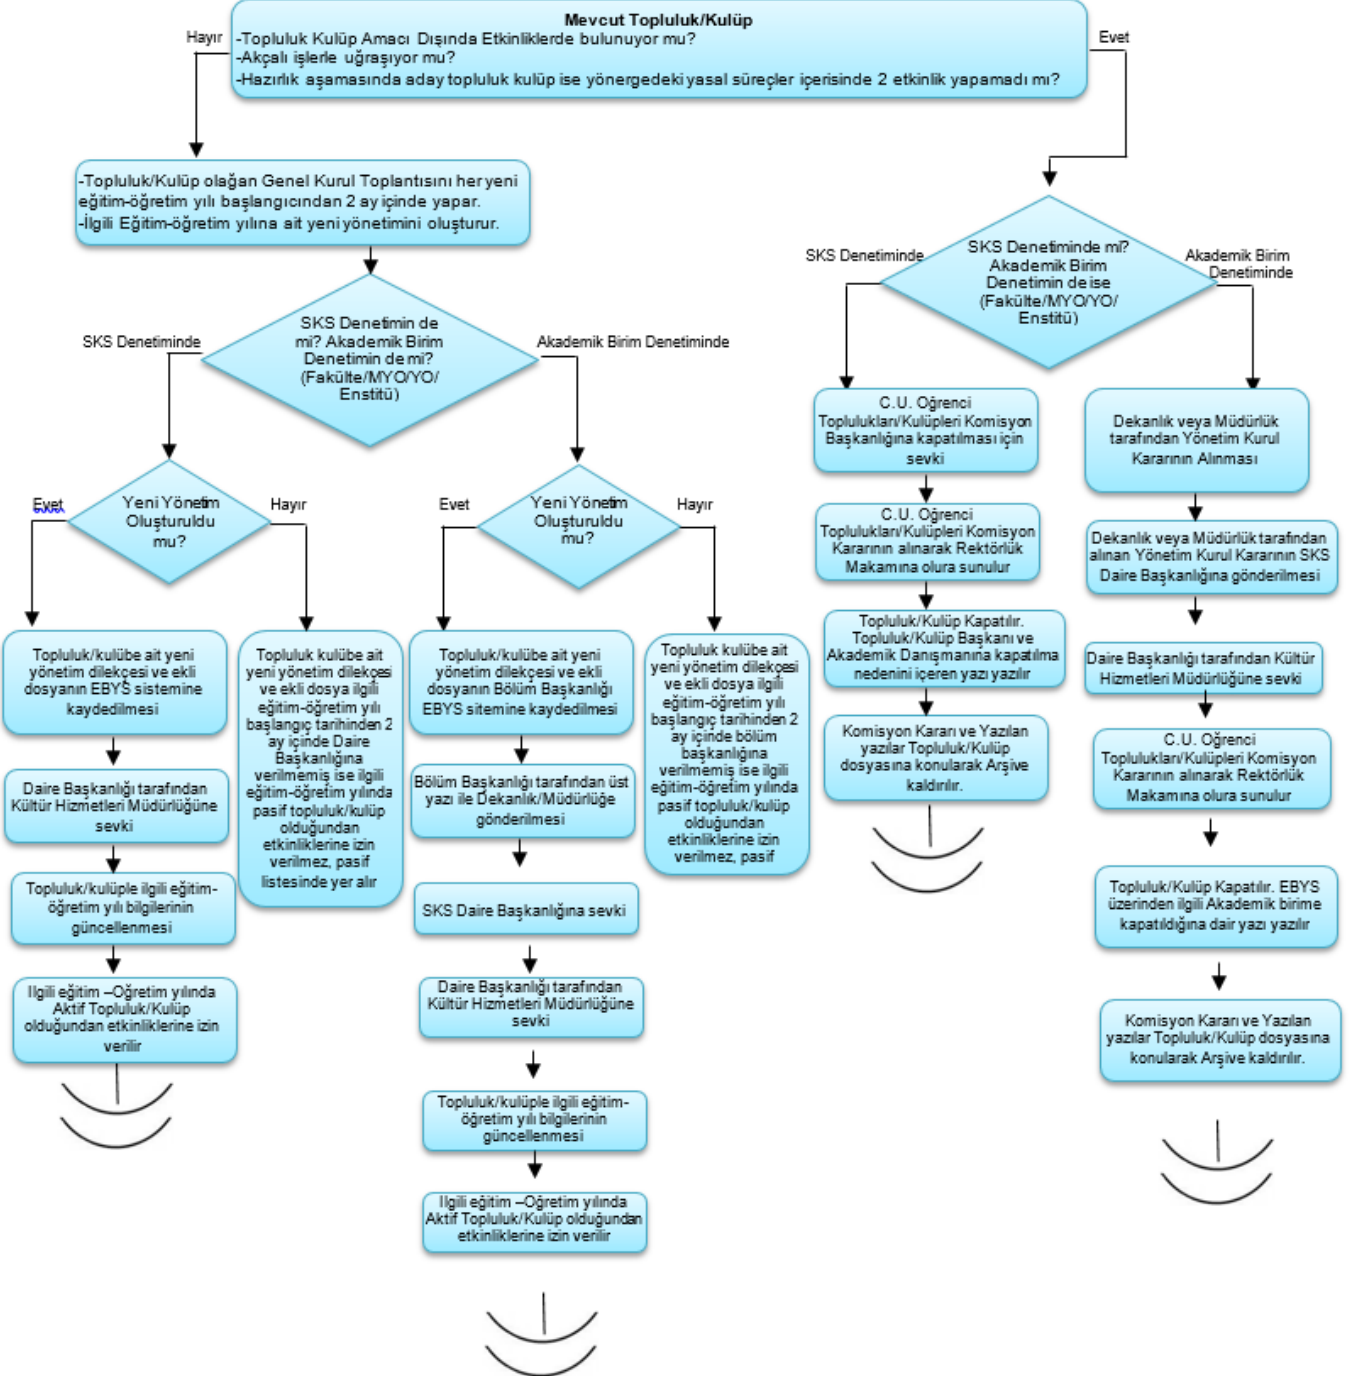 Mevcut Topluluk/Kulüp
Hayır
-Topluluk Kulüp Amacı Dışında Etkinliklerde bulunuyor mu?
Evet
-Akçalı işlerle uğraşıyor mu?
-Hazırlık aşamasında aday topluluk kulüp ise yönergedeki yasal süreçler içerisinde 2 etkinlik yapamadı mı?
-Topluluk/Kulüp olağan Genel Kurul Toplantısını her yeni
eğitim-öğretim yılı başlangıcından 2 ay içinde yapar.
-İlgili Eğitim-öğretim yılına ait yeni yönetimini oluşturur.
SKS Denetiminde
SKS Denetimin de
mi? Akademik Birim
Denetimin de mi?
(Fakülte/MYO/YO/
Enstitü)
Akademik Birim Denetiminde
Evet
Yeni Yönetim
Oluşturuldu
mu?
Hayır
Evet
Yeni Yönetim
Oluşturuldu
mu?
Hayır
Topluluk/kulübe ait yeni
yönetim dilekçesi ve ekli
dosyanın EBYS sistemine
kaydedilmesi
Daire Başkanlığı tarafından
Kültür Hizmetleri Müdürlüğüne
sevki
Topluluk/kulüple ilgili eğitim-
öğretim yılı bilgilerinin
güncellenmesi
Ilgili eğitim –Öğretim yılında
Aktif Topluluk/Kulüp
olduğundan etkinliklerine izin
verilir
Topluluk kulübe ait
yeni yönetim dilekçesi
ve ekli dosya ilgili
eğitim-öğretim yılı
başlangıç tarihinden 2
ay içinde Daire
Başkanlığına
verilmemiş ise ilgili
eğitim-öğretim yılında
pasif topluluk/kulüp
olduğundan
etkinliklerine izin
verilmez, pasif
listesinde yer alır
Topluluk/kulübe ait yeni
yönetim dilekçesi ve ekli
dosyanın Bölüm Başkanlığı
EBYS sitemine kaydedilmesi
Bölüm Başkanlığı tarafından üst
yazı ile Dekanlık/Müdürlüğe
gönderilmesi
SKS Daire Başkanlığına sevki
Daire Başkanlığı tarafından
Kültür Hizmetleri Müdürlüğüne
sevki
Topluluk/kulüple ilgili eğitim-
öğretim yılı bilgilerinin
güncellenmesi
Ilgili eğitim –Öğretim yılında
Aktif Topluluk/Kulüp olduğundan
etkinliklerine izin verilir
Topluluk kulübe ait
yeni yönetim dilekçesi
ve ekli dosya ilgili
eğitim-öğretim yılı
başlangıç tarihinden 2
ay içinde bölüm
başkanlığına
verilmemiş ise ilgili
eğitim-öğretim yılında
pasif topluluk/kulüp
olduğundan
etkinliklerine izin
verilmez, pasif
SKS Denetiminde
SKS Denetiminde mi?
Akademik Birim
Denetimin de ise
(Fakülte/MYO/YO/
Enstitü)
Akademik Birim
Denetiminde
C.U. Oğrenci
Toplulukları/Kulüpleri Komisyon
Başkanlığına kapatılması için
sevki
C.U. Oğrenci
Toplulukları/Kulüpleri Komisyon
Kararının alınarak Rektörlük
Makamına olura sunulur
Topluluk/Kulüp Kapatılır.
Topluluk/Kulüp Başkanı ve
Akademik Danışmanına kapatılma
nedenini içeren yazı yazılır
Komisyon Kararı ve Yazılan
yazılar Topluluk/Kulüp
dosyasına konularak Arşive
kaldırılır.
Dekanlık veya Müdürlük
tarafından Yönetim Kurul
Kararının Alınması
Dekanlık veya Müdürlük tarafından
alınan Yönetim Kurul Kararının SKS
Daire Başkanlığına gönderilmesi
Daire Başkanlığı tarafından Kültür
Hizmetleri Müdürlüğüne sevki
C.U. Oğrenci
Toplulukları/Kulüpleri Komisyon
Kararının alınarak Rektörlük
Makamına olura sunulur
Topluluk/Kulüp Kapatılır. EBYS
üzerinden ilgili Akademik birime
kapatıldığına dair yazı yazılır
Komisyon Kararı ve Yazılan
yazılar Topluluk/Kulüp dosyasına
konularak Arşive kaldırılır.